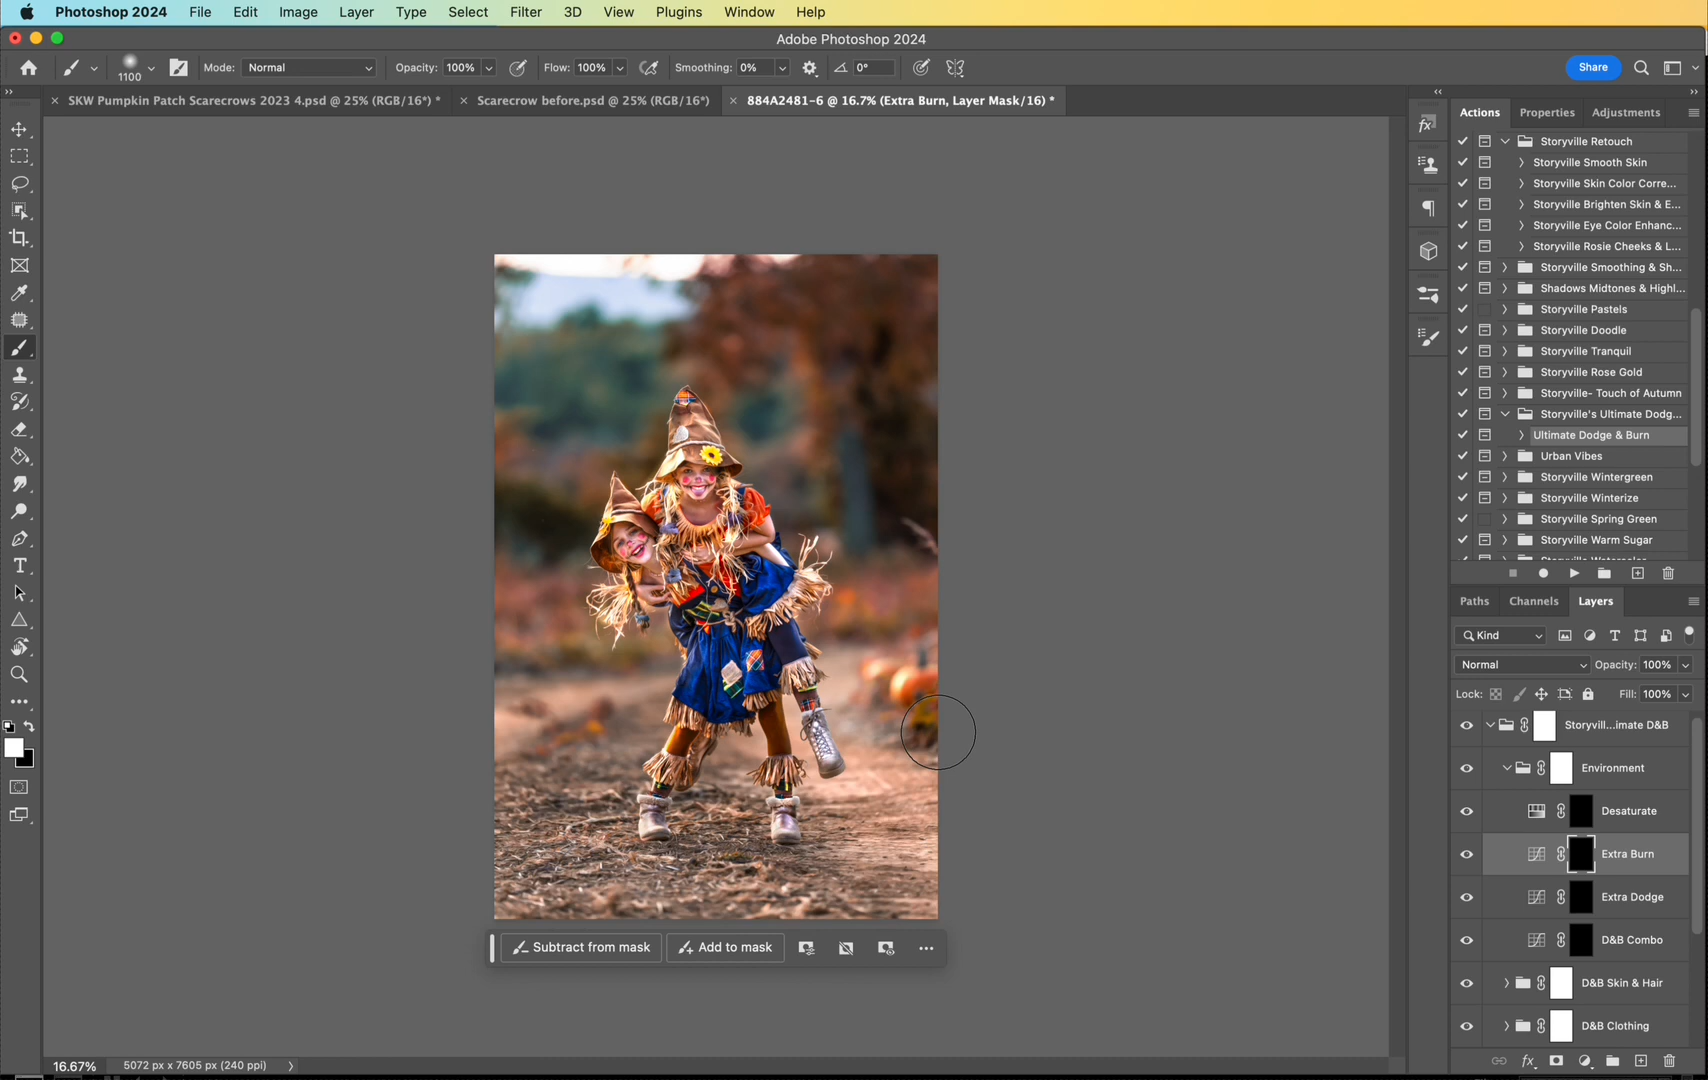 Photoshop 2024 File Edit Image Layer Type Select Filter 3D View Plugins Window Help
Adobe Photoshop 2024
1100 Mode: Normal Opacity: 100% Flow: 100% Smoothing: 0% 0° Share
SKW Pumpkin Patch Scarecrows 2023 4.psd @ 25% (RGB/16*) * Scarecrow before.psd @ 25% (RGB/16*) 884A2481-6 @ 16.7% (Extra Burn, Layer Mask/16) *
Actions Properties Adjustments
Storyville Retouch
Storyville Smooth Skin
Storyville Skin Color Corre...
Storyville Brighten Skin & E...
Storyville Eye Color Enhanc...
Storyville Rosie Cheeks & L...
Storyville Smoothing & Sh...
Shadows Midtones & Highl...
Storyville Pastels
Storyville Doodle
Storyville Tranquil
Storyville Rose Gold
Storyville- Touch of Autumn
Storyville's Ultimate Dodg...
Ultimate Dodge & Burn
Urban Vibes
Storyville Wintergreen
Storyville Winterize
Storyville Spring Green
Storyville Warm Sugar
Paths Channels Layers
Kind
Normal Opacity: 100%
Lock: Fill: 100%
Storyvill...imate D&B
Environment
Desaturate
Extra Burn
Extra Dodge
D&B Combo
D&B Skin & Hair
D&B Clothing
Subtract from mask Add to mask
16.67% 5072 px x 7605 px (240 ppi)